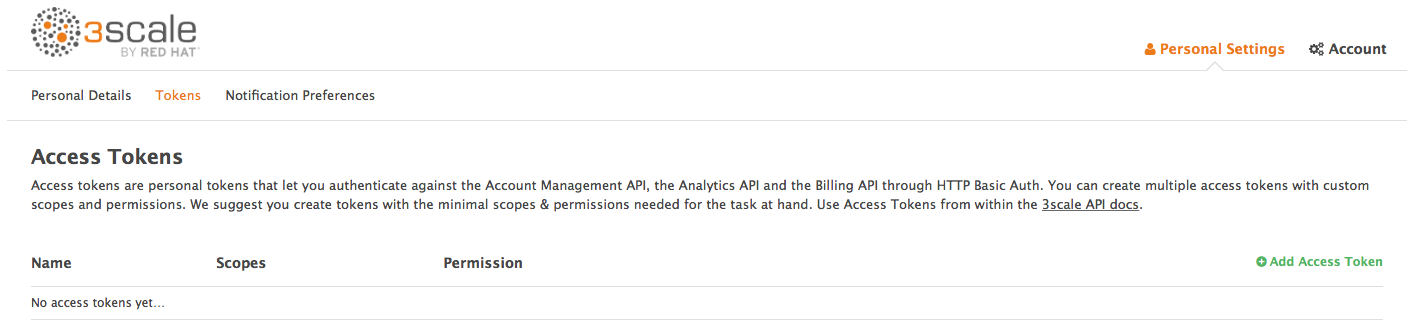 3scale
BY RED HAT
Personal Settings Account
Personal Details Tokens Notification Preferences
Access Tokens
Access tokens are personal tokens that let you authenticate against the Account Management API, the Analytics API and the Billing API through HTTP Basic Auth. You can create multiple access tokens with custom
scopes and permissions. We suggest you create tokens with the minimal scopes & permissions needed for the task at hand. Use Access Tokens from within the 3scale API docs.
Name Scopes Permission Add Access Token
No access tokens yet...